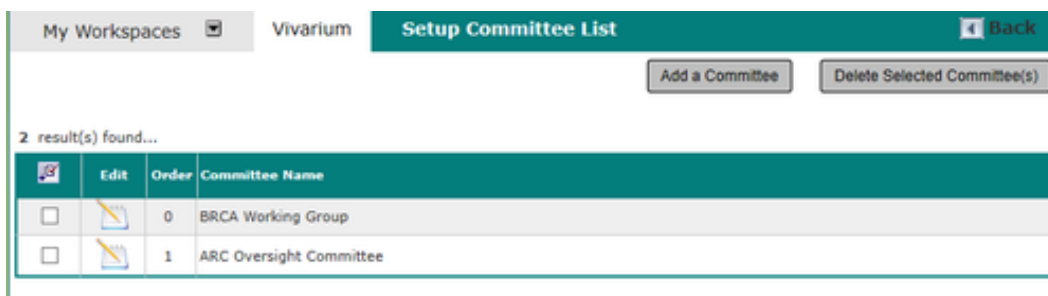 My Workspaces Vivarium Setup Committee List Back
Add a Committee Delete Selected Committee(s)
2 result(s) found...
Edit Order Committee Name
0 BRCA Working Group
1 ARC Oversight Committee